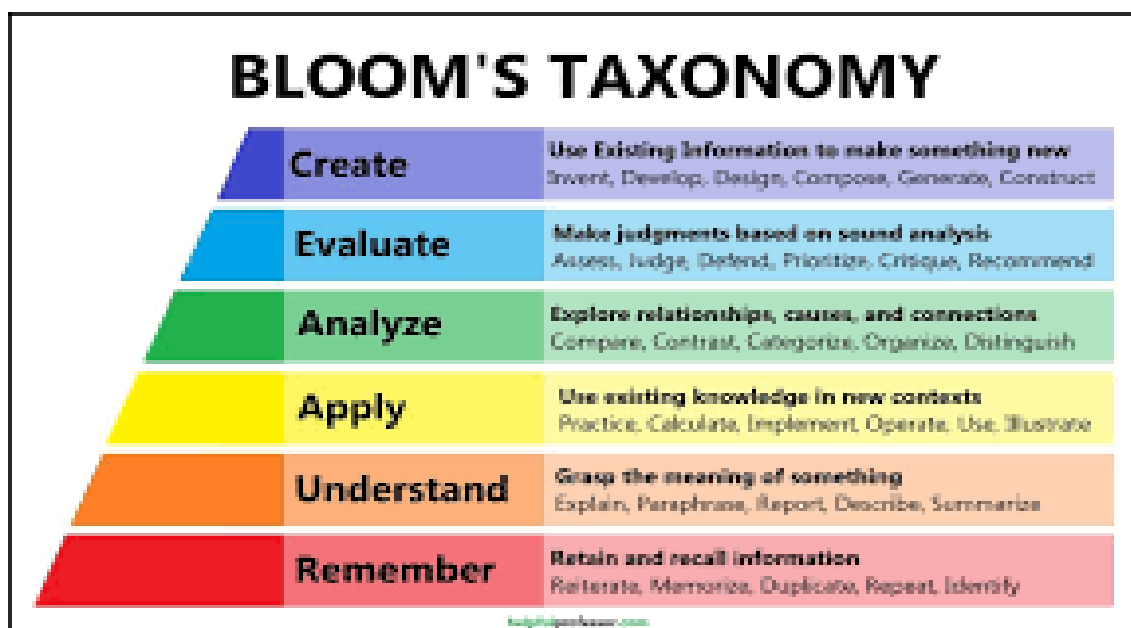 BLOOM'S TAXONOMY
Create
Use Existing Information to make something new
Invent, Develop, Design, Compose, Generate, Construct
Evaluate
Make judgments based on sound analysis
Assess, Judge, Defend, Prioritize, Critique, Recommend
Analyze
Explore relationships, causes, and connections
Compare, Contrast, Categorize, Organize, Distinguish
Apply
Use existing knowledge in new contexts
Practice, Calculate, Implement, Operate, Use, Illustrate
Understand
Grasp the meaning of something
Explain, Paraphrase, Report, Describe, Summarize
Remember
Retain and recall information
Reiterate, Memorize, Duplicate, Repeat, Identify
helpfulprofessor.com